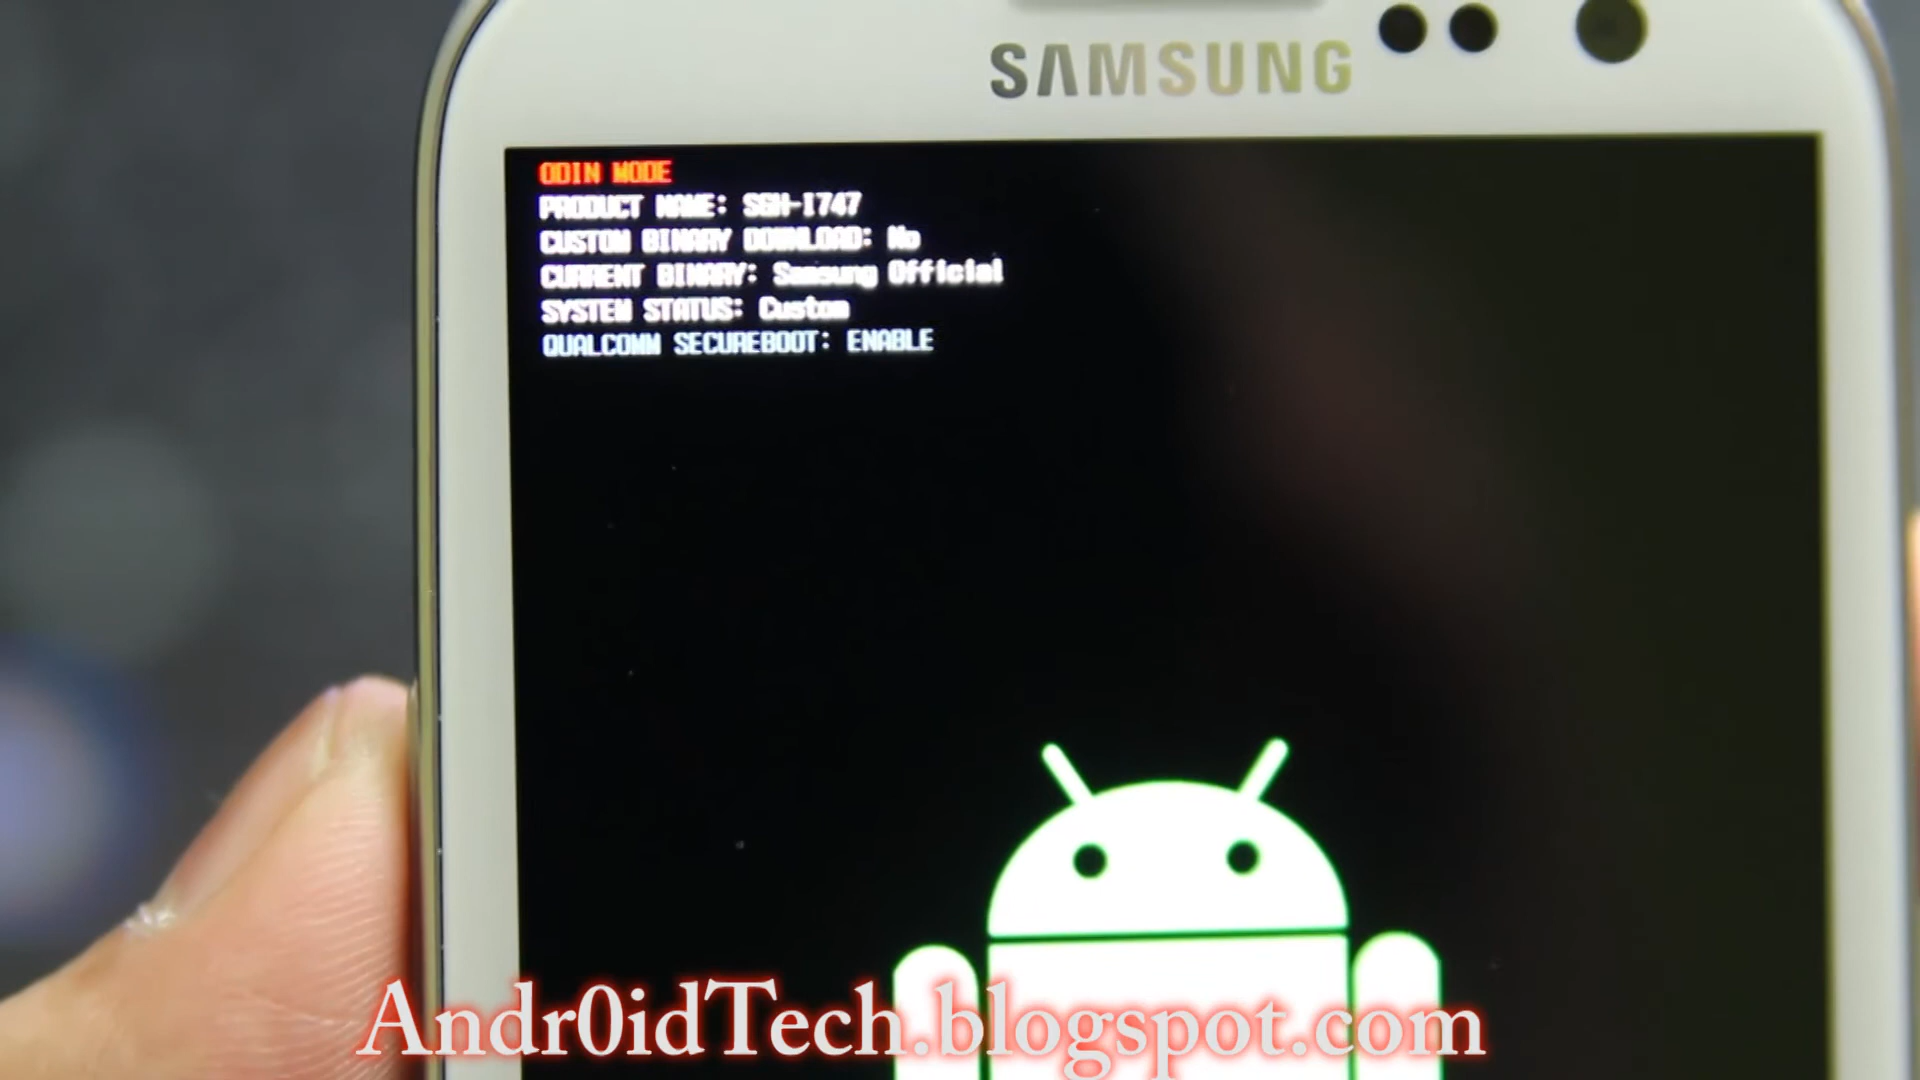 SAMSUNG
ODIN MODE
PRODUCT NAME: SGH-I747
CUSTOM BINARY DOWNLOAD: No
CURRENT BINARY: Samsung Official
SYSTEM STATUS: Custom
QUALCOMM SECUREBOOT: ENABLE
Andr0idTech.blogspot.com